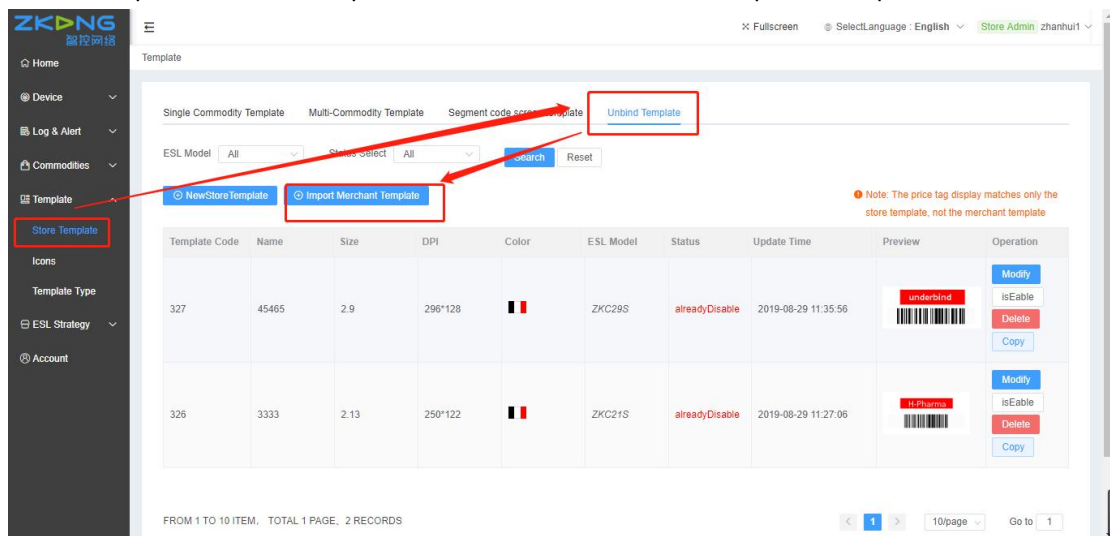 ZKDNG
智控网络
Fullscreen
SelectLanguage : English
Store Admin zhanhui1
Home
Template
Device
Log & Alert
Commodities
Template
Store Template
Icons
Template Type
ESL Strategy
Account
Single Commodity Template Multi-Commodity Template Segment code screen template Unbind Template
ESL Model All Status Select All Search Reset
NewStoreTemplate Import Merchant Template
Note: The price tag display matches only the
store template, not the merchant template
Template Code Name Size DPI Color ESL Model Status Update Time Preview Operation
327 45465 2.9 296*128 ZKC29S alreadyDisable 2019-08-29 11:35:56 underbind
Modify
isEable
Delete
Copy
326 3333 2.13 250*122 ZKC21S alreadyDisable 2019-08-29 11:27:06 H-Pharma
Modify
isEable
Delete
Copy
FROM 1 TO 10 ITEM, TOTAL 1 PAGE, 2 RECORDS
< 1 > 10/page Go to 1